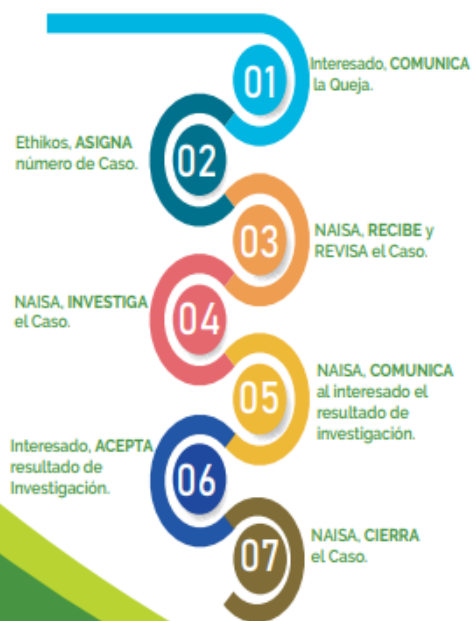 01
Interesado, COMUNICA
la Queja.
Ethikos, ASIGNA
número de Caso.
02
03
NAISA, RECIBE y
REVISA el Caso.
NAISA, INVESTIGA
el Caso.
04
05
NAISA, COMUNICA
al interesado el
resultado de
investigación.
Interesado, ACEPTA
resultado de
Investigación.
06
07
NAISA, CIERRA
el Caso.